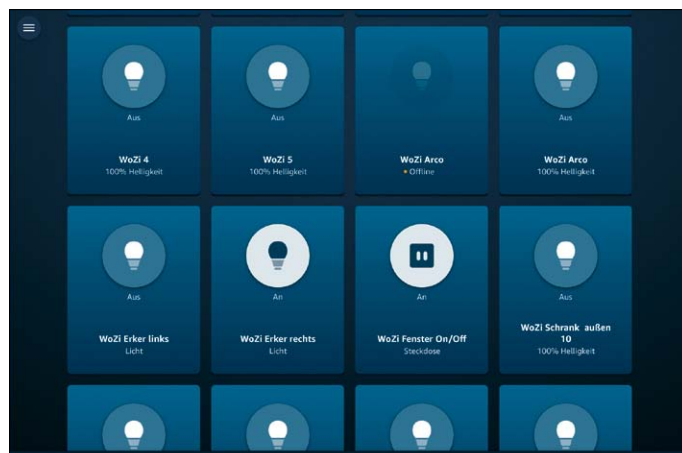 Aus
Aus
Aus
WoZi 4
WoZi 5
WoZi Arco
WoZi Arco
100% Helligkeit
100% Helligkeit
• Offline
100% Helligkeit
Aus
An
An
Aus
WoZi Erker links
WoZi Erker rechts
WoZi Fenster On/Off
WoZi Schrank außen
10
Licht
Licht
Steckdose
100% Helligkeit